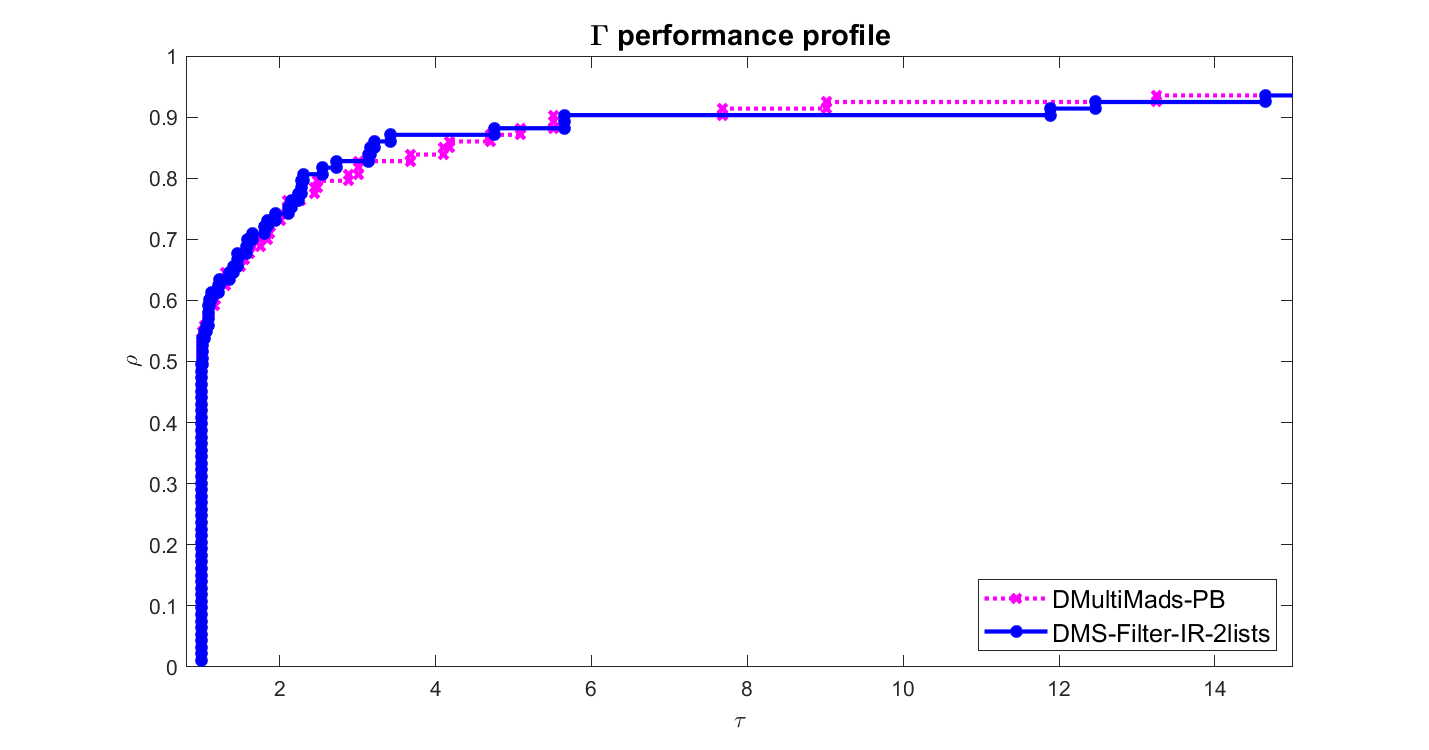 Γ performance profile
1
0.9
0.8
0.7
0.6
0.5
0.4
0.3
0.2
0.1
0
ρ
2 4 6 8 10 12 14
τ
DMultiMads-PB
DMS-Filter-IR-2lists